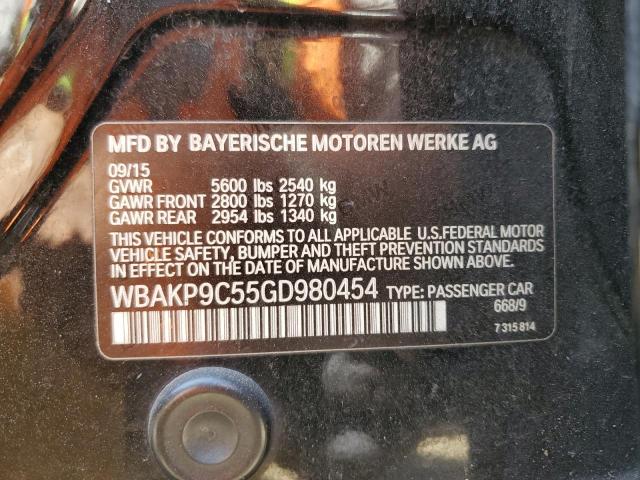 MFD BY BAYERISCHE MOTOREN WERKE AG
09/15
GVWR 5600 lbs 2540 kg
GAWR FRONT 2800 lbs 1270 kg
GAWR REAR 2954 lbs 1340 kg
THIS VEHICLE CONFORMS TO ALL APPLICABLE U.S.FEDERAL MOTOR
VEHICLE SAFETY, BUMPER AND THEFT PREVENTION STANDARDS
IN EFFECT ON THE DATE OF MANUFACTURE SHOWN ABOVE.
WBAKP9C55GD980454 TYPE: PASSENGER CAR
668/9
7 315 814